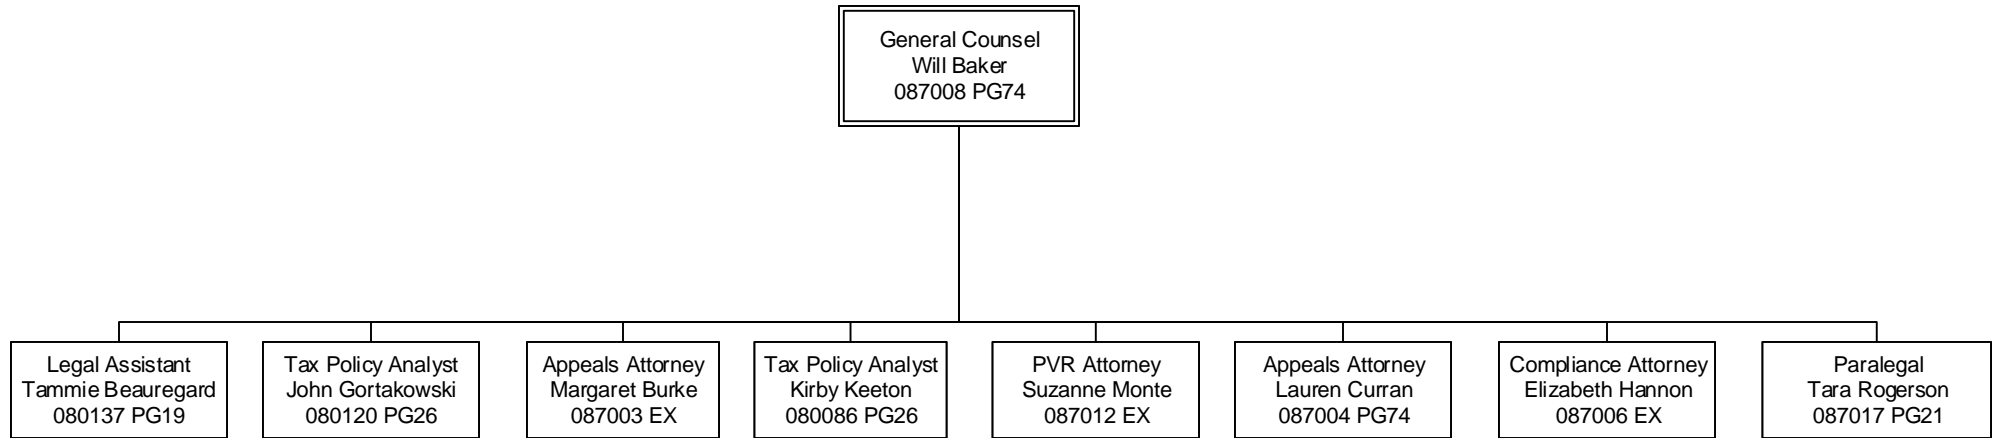 General Counsel
Will Baker
087008 PG74
Legal Assistant
Tammie Beauregard
080137 PG19
Tax Policy Analyst
John Gortakowski
080120 PG26
Appeals Attorney
Margaret Burke
087003 EX
Tax Policy Analyst
Kirby Keeton
080086 PG26
PVR Attorney
Suzanne Monte
087012 EX
Appeals Attorney
Lauren Curran
087004 PG74
Compliance Attorney
Elizabeth Hannon
087006 EX
Paralegal
Tara Rogerson
087017 PG21